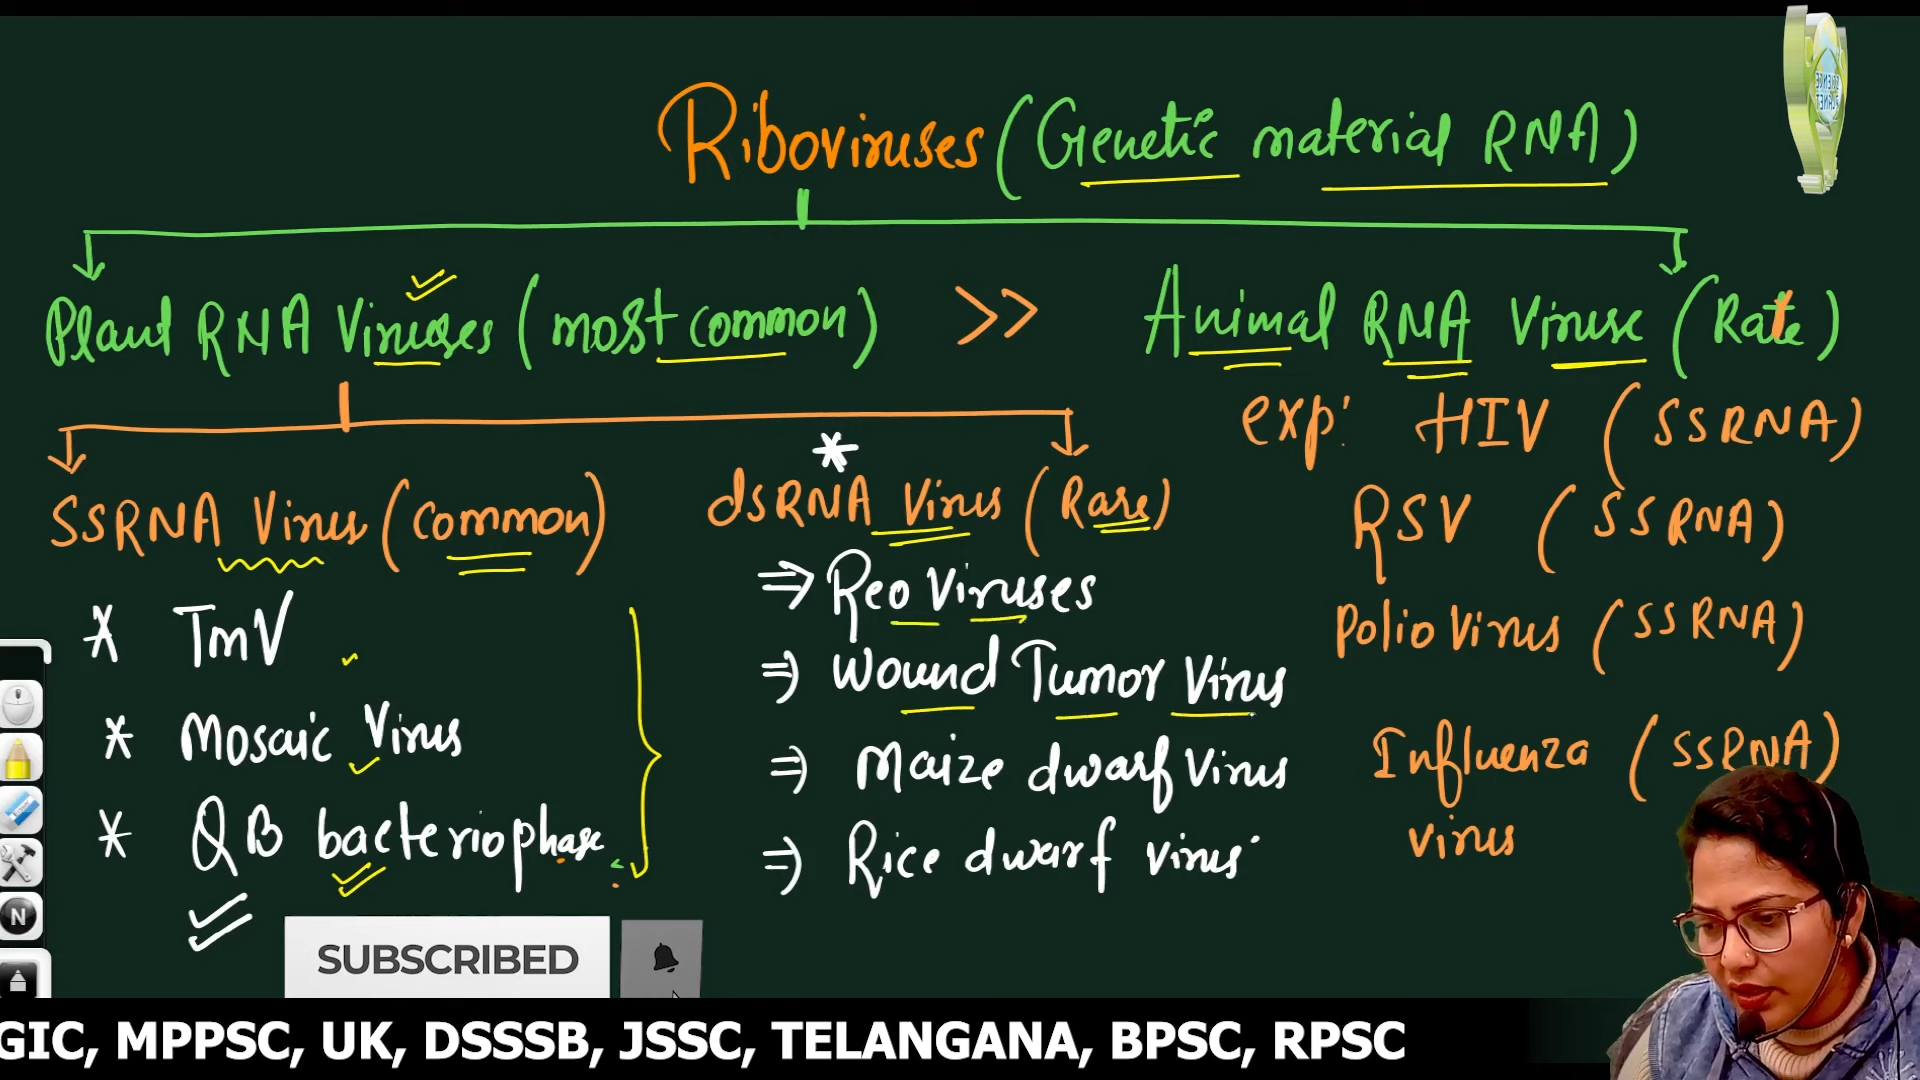 Riboviruses (Genetic material RNA)
Plant RNA Viruses (most common) >> Animal RNA Viruse (Rare)
SSRNA Virus (common)
* TmV
* Mosaic Virus
* QB bacteriophase
dsRNA Virus (Rare)
*
⇒ Reo Viruses
⇒ Wound Tumor Virus
⇒ Maize dwarf Virus
⇒ Rice dwarf virus
exp: HIV (SSRNA)
RSV (SSRNA)
Polio Virus (SSRNA)
Influenza (SSRNA)
virus
SUBSCRIBED
N
GIC, MPPSC, UK, DSSSB, JSSC, TELANGANA, BPSC, RPSC